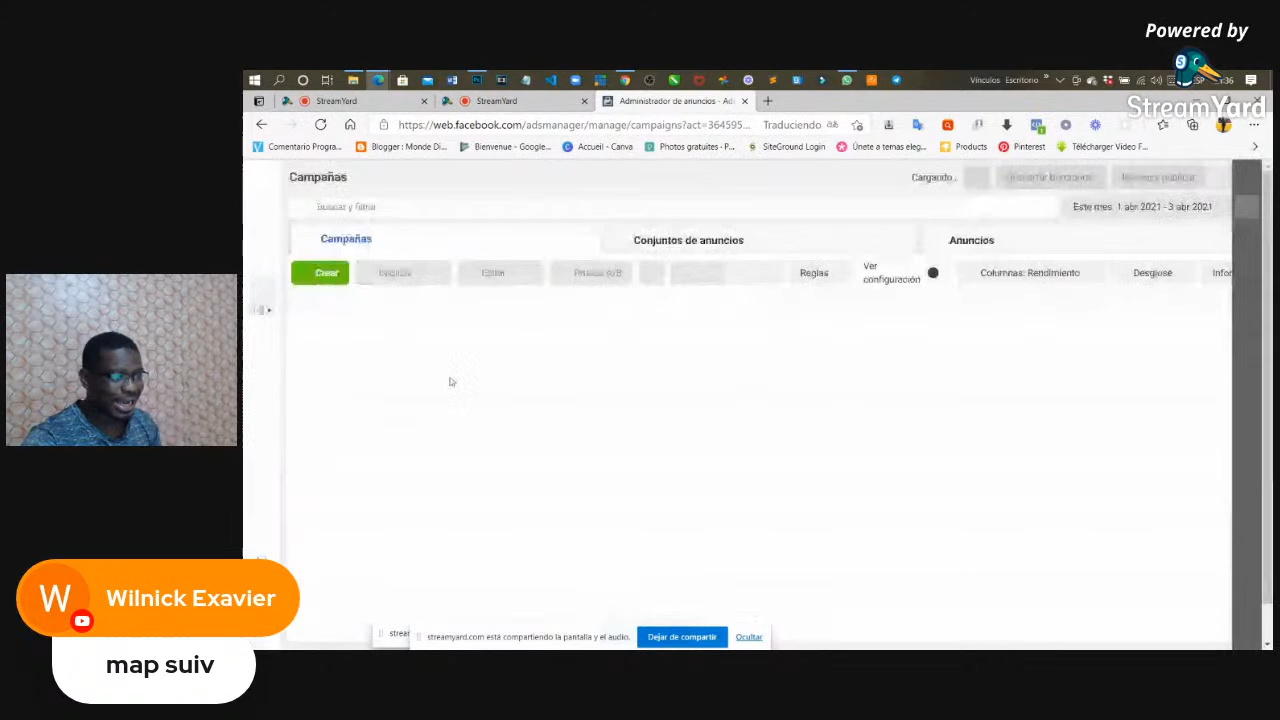 Powered by
StreamYard
Vínculos
Escritorio
StreamYard
StreamYard
Administrador de anuncios - Ad
https://web.facebook.com/adsmanager/manage/campaigns?act=364595...
Traduciendo
Comentario Progra...
Blogger : Monde Di...
Bienvenue - Google...
Accueil - Canva
Photos gratuites - P...
SiteGround Login
Únete a temas eleg...
Products
Pinterest
Télécharger Video F...
Campañas
Cargando..
Buscar y filtrar
Este mes: 1 abr 2021 - 3 abr 2021
Campañas
Conjuntos de anuncios
Anuncios
Crear
Editar
Reglas
Ver
configuración
Columnas: Rendimiento
Desglose
Infor
streamyard.com está compartiendo la pantalla y el audio.
Dejar de compartir
Ocultar
W
Wilnick Exavier
map suiv